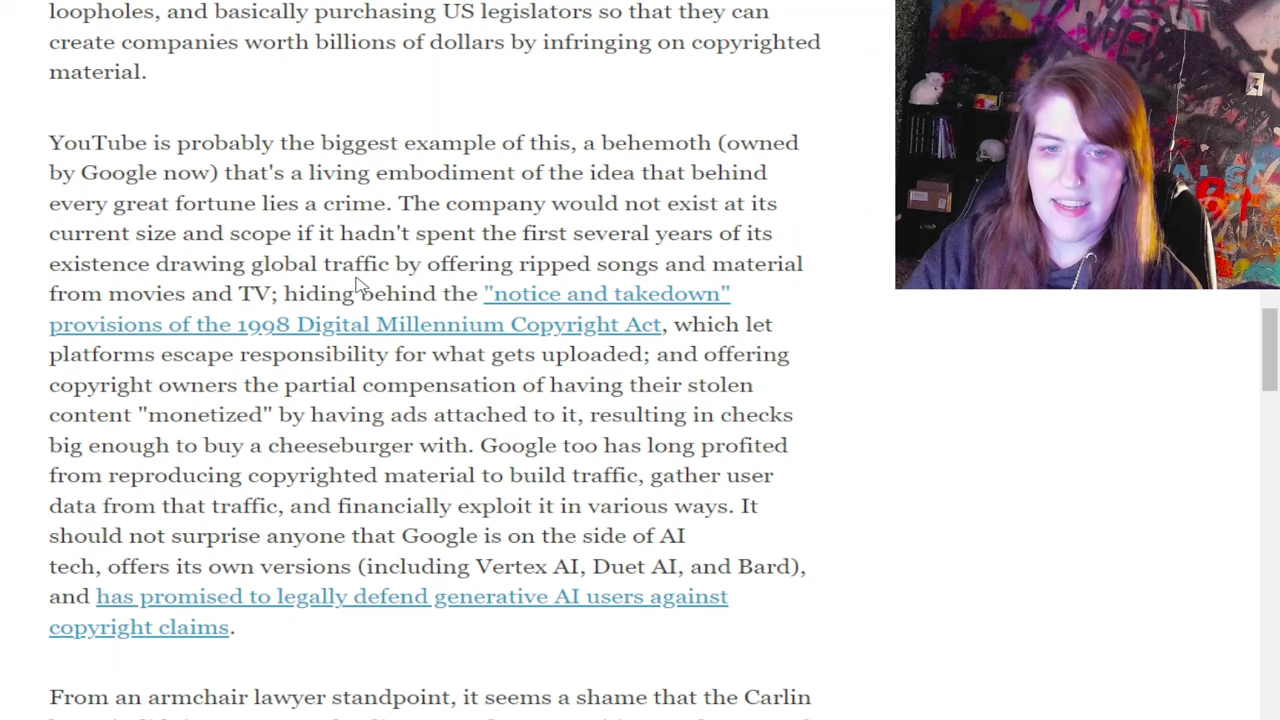 loopholes, and basically purchasing US legislators so that they can
create companies worth billions of dollars by infringing on copyrighted
material.
YouTube is probably the biggest example of this, a behemoth (owned
by Google now) that's a living embodiment of the idea that behind
every great fortune lies a crime. The company would not exist at its
current size and scope if it hadn't spent the first several years of its
existence drawing global traffic by offering ripped songs and material
from movies and TV; hiding behind the "notice and takedown"
provisions of the 1998 Digital Millennium Copyright Act, which let
platforms escape responsibility for what gets uploaded; and offering
copyright owners the partial compensation of having their stolen
content "monetized" by having ads attached to it, resulting in checks
big enough to buy a cheeseburger with. Google too has long profited
from reproducing copyrighted material to build traffic, gather user
data from that traffic, and financially exploit it in various ways. It
should not surprise anyone that Google is on the side of AI
tech, offers its own versions (including Vertex AI, Duet AI, and Bard),
and has promised to legally defend generative AI users against
copyright claims.
From an armchair lawyer standpoint, it seems a shame that the Carlin